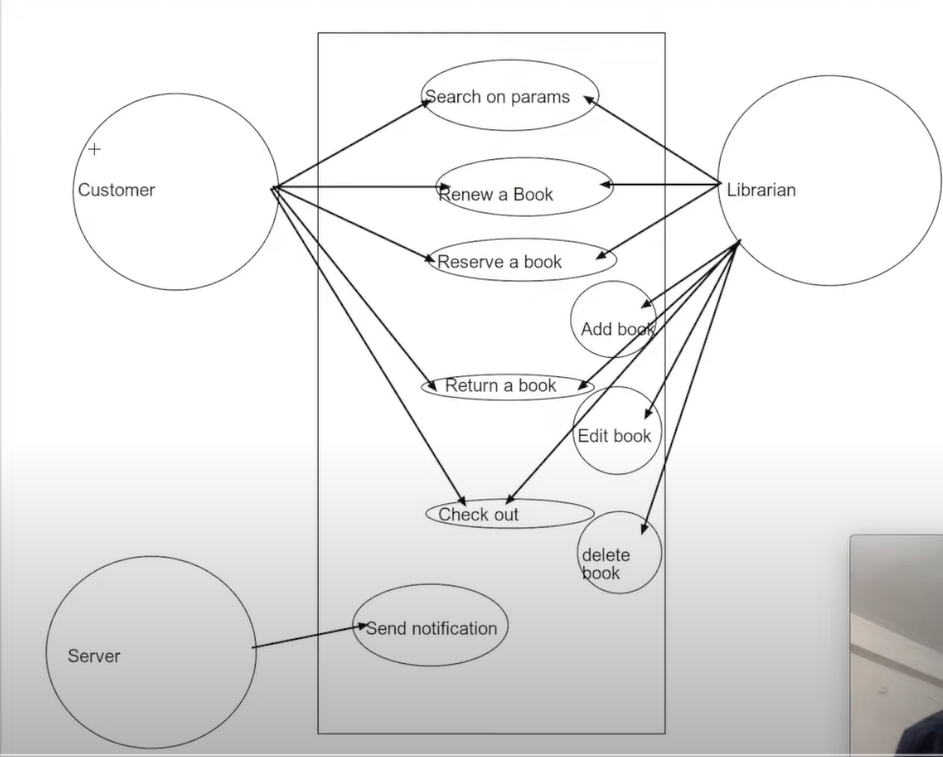 Search on params
Customer
Renew a Book
Librarian
Reserve a book
Add book
Return a book
Edit book
Check out
delete
book
Send notification
Server